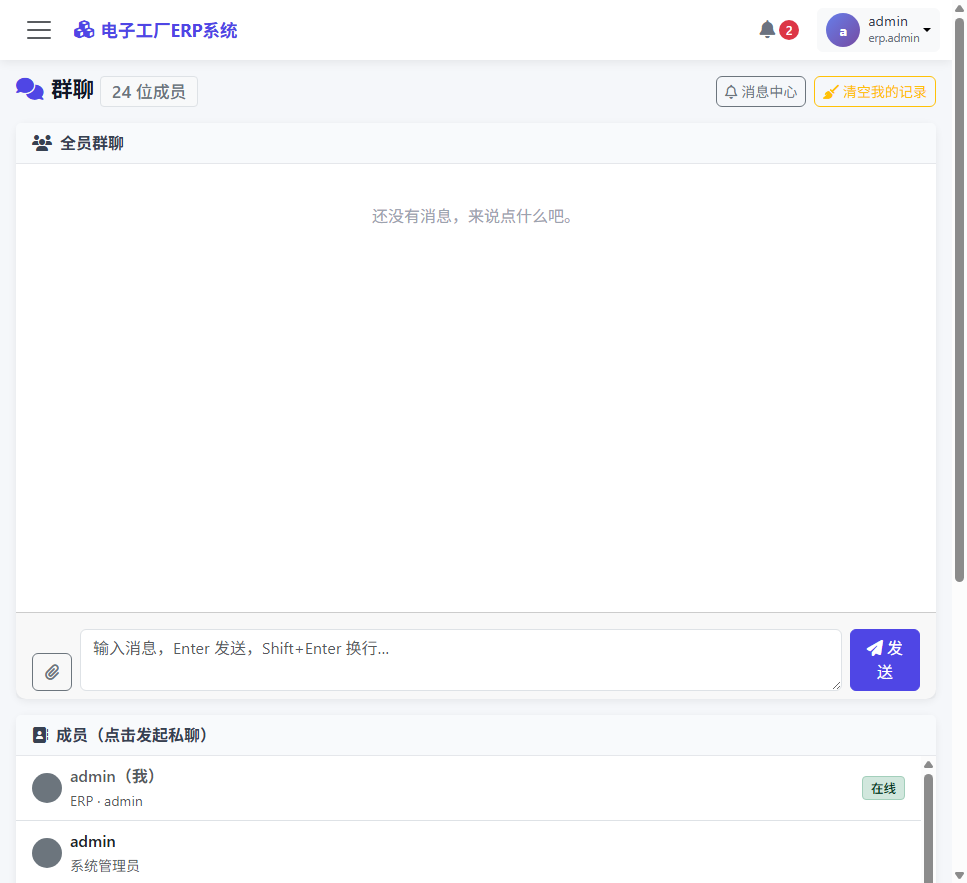 电子工厂ERP系统
2
a
admin
erp.admin
群聊
24 位成员
消息中心
清空我的记录
全员群聊
还没有消息，来说点什么吧。
输入消息，Enter 发送，Shift+Enter 换行...
发
送
成员（点击发起私聊）
admin（我）
ERP · admin
在线
admin
系统管理员